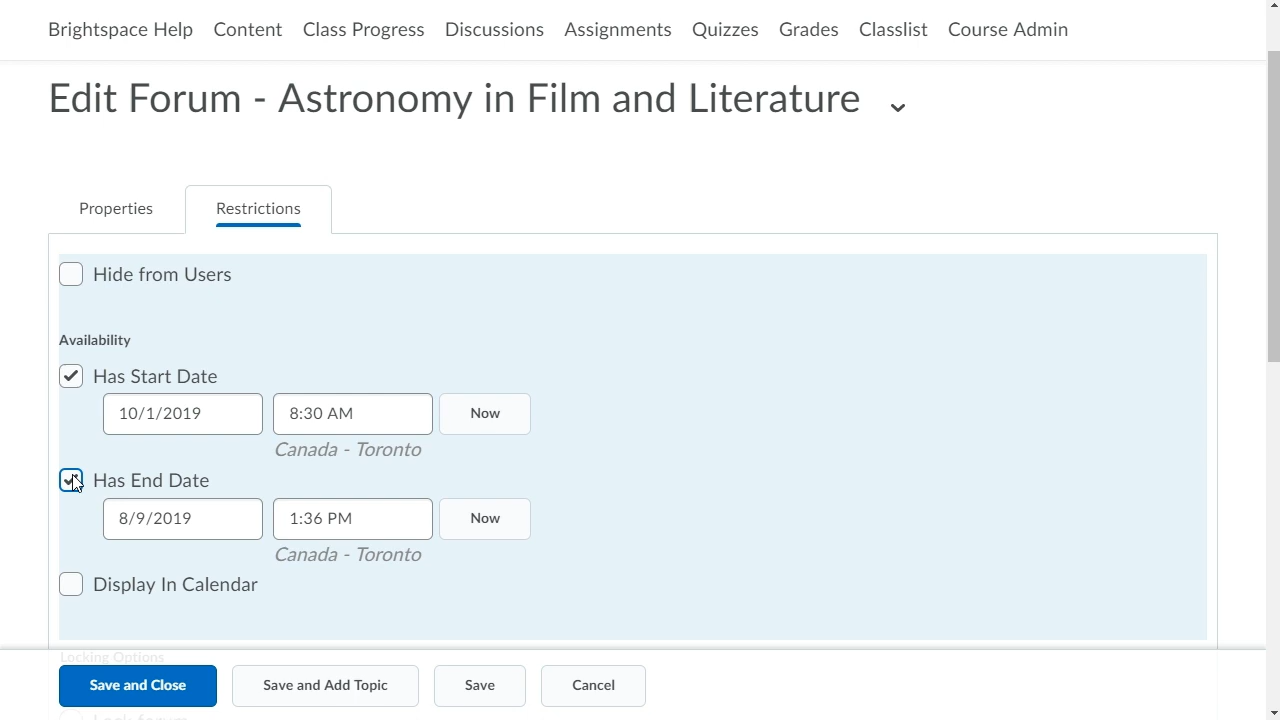 Brightspace Help Content Class Progress Discussions Assignments Quizzes Grades Classlist Course Admin
Edit Forum - Astronomy in Film and Literature
Properties Restrictions
Hide from Users
Availability
Has Start Date
10/1/2019 8:30 AM Now
Canada - Toronto
Has End Date
8/9/2019 1:36 PM Now
Canada - Toronto
Display In Calendar
Locking Options
Save and Close Save and Add Topic Save Cancel
Lock forum